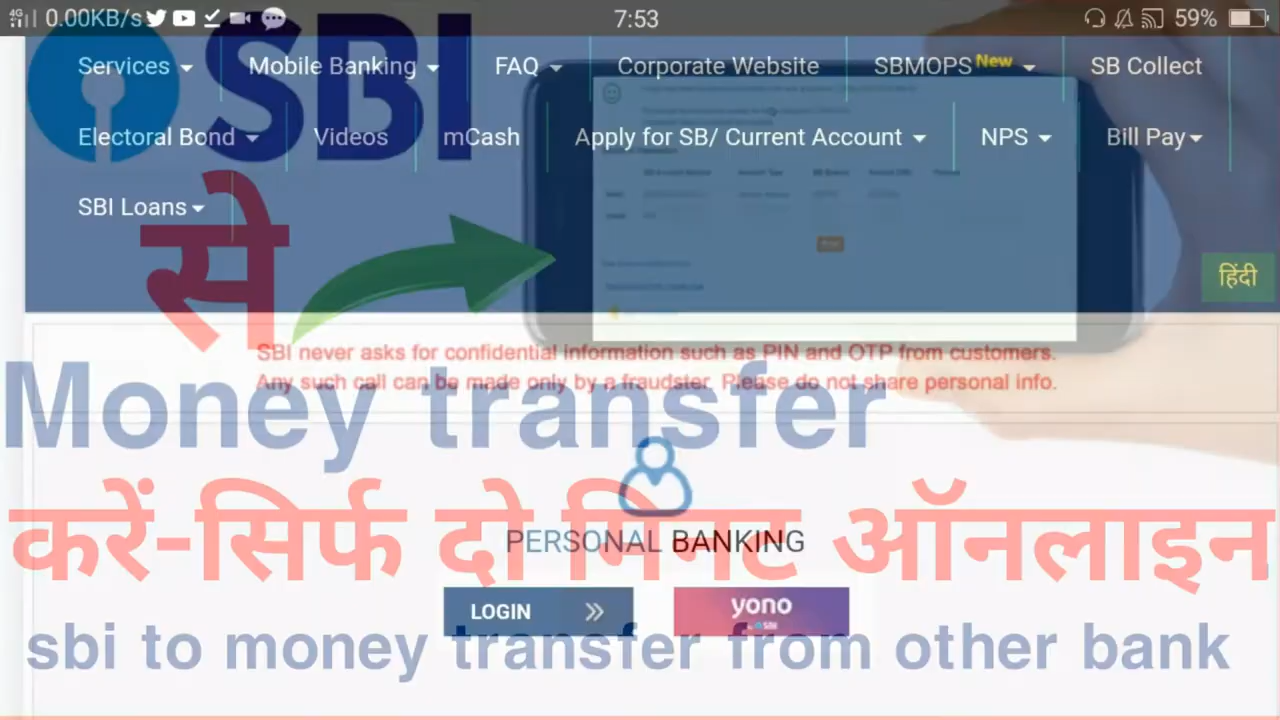 4G 0.00KB/s 7:53 59%
SBI
Services Mobile Banking FAQ Corporate Website SBMOPS New SB Collect
Electoral Bond Videos mCash Apply for SB/ Current Account NPS Bill Pay
SBI Loans
से
हिंदी
SBI never asks for confidential information such as PIN and OTP from customers.
Any such call can be made only by a fraudster. Please do not share personal info.
Money transfer
करें-सिर्फ दो मिनट ऑनलाइन
PERSONAL BANKING
LOGIN
yono
by SBI
sbi to money transfer from other bank